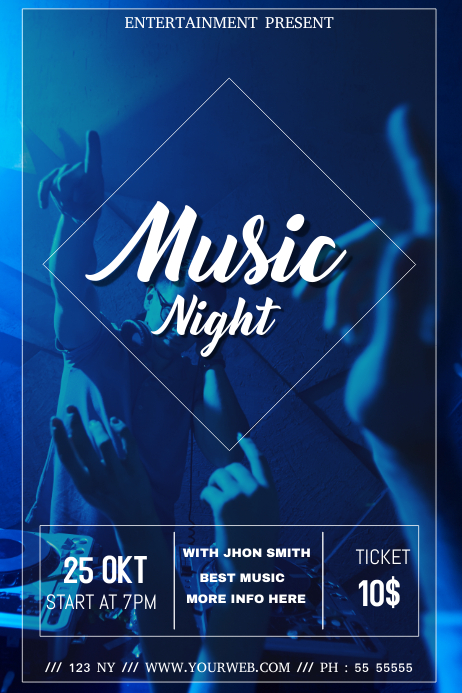 ENTERTAINMENT PRESENT
Music
Night
25 OKT
START AT 7PM
WITH JHON SMITH
BEST MUSIC
MORE INFO HERE
TICKET
10$
/// 123 NY /// WWW.YOURWEB.COM /// PH : 55 55555